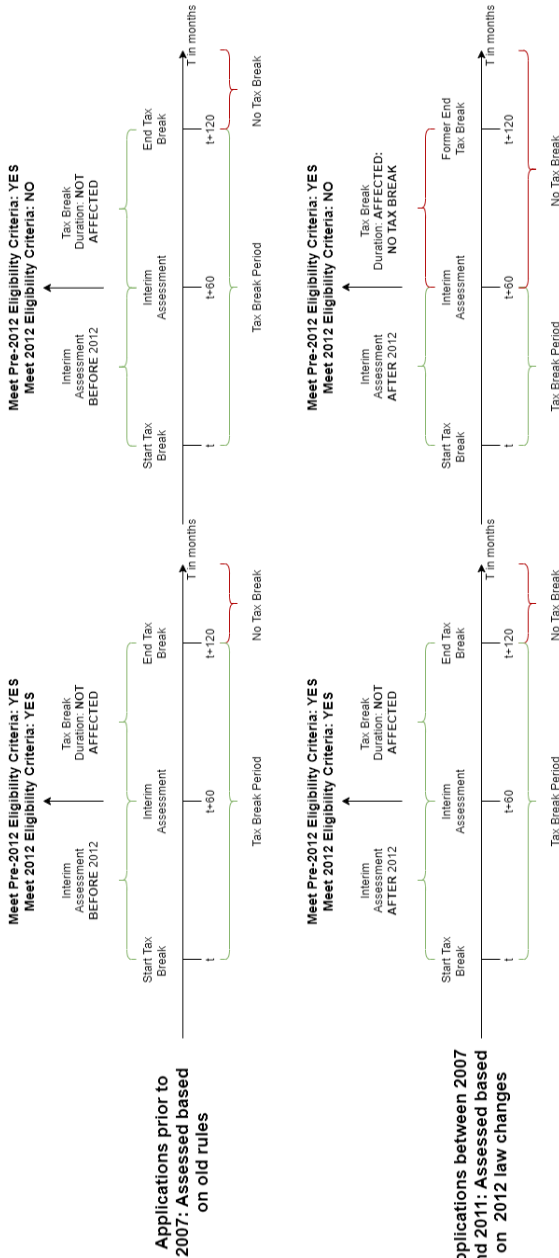 Meet Pre-2012 Eligibility Criteria: YES
Meet 2012 Eligibility Criteria: YES
Interim
Assessment
BEFORE 2012
Tax Break
Duration: NOT
AFFECTED
Start Tax
Break
Interim
Assessment
End Tax
Break
T in months
t
t+60
t+120
Tax Break Period
No Tax Break
Meet Pre-2012 Eligibility Criteria: YES
Meet 2012 Eligibility Criteria: NO
Interim
Assessment
BEFORE 2012
Tax Break
Duration: NOT
AFFECTED
Start Tax
Break
Interim
Assessment
End Tax
Break
T in months
t
t+60
t+120
Tax Break Period
No Tax Break
Applications prior to
2007: Assessed based
on old rules
Meet Pre-2012 Eligibility Criteria: YES
Meet 2012 Eligibility Criteria: YES
Interim
Assessment
AFTER 2012
Tax Break
Duration: NOT
AFFECTED
Start Tax
Break
Interim
Assessment
End Tax
Break
T in months
t
t+60
t+120
Tax Break Period
No Tax Break
Meet Pre-2012 Eligibility Criteria: YES
Meet 2012 Eligibility Criteria: NO
Interim
Assessment
AFTER 2012
Tax Break
Duration: AFFECTED:
NO TAX BREAK
Start Tax
Break
Interim
Assessment
Former End
Tax Break
T in months
t
t+60
t+120
Tax Break Period
No Tax Break
pplications between 2007
nd 2011: Assessed based
on 2012 law changes